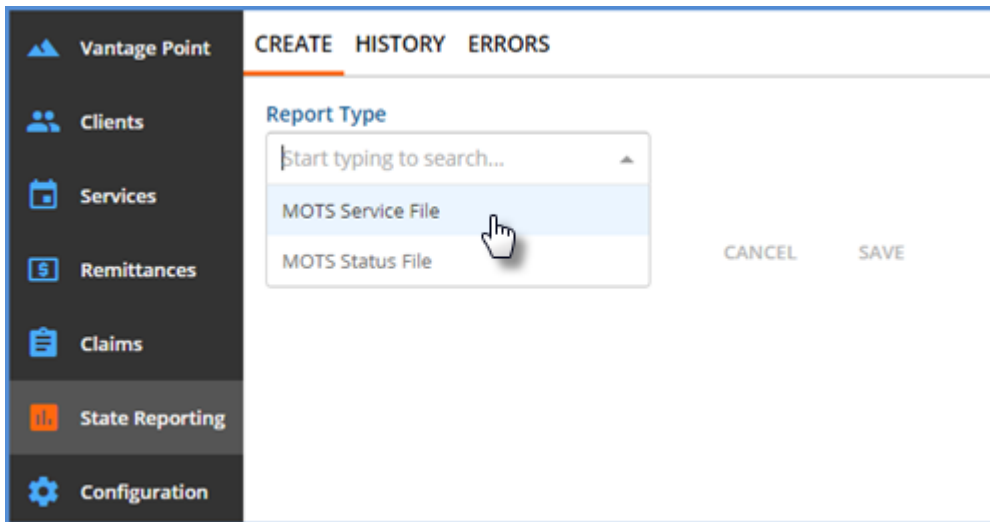 Vantage Point
Clients
Services
Remittances
Claims
State Reporting
Configuration
CREATE HISTORY ERRORS
Report Type
Start typing to search...
MOTS Service File
MOTS Status File
CANCEL SAVE